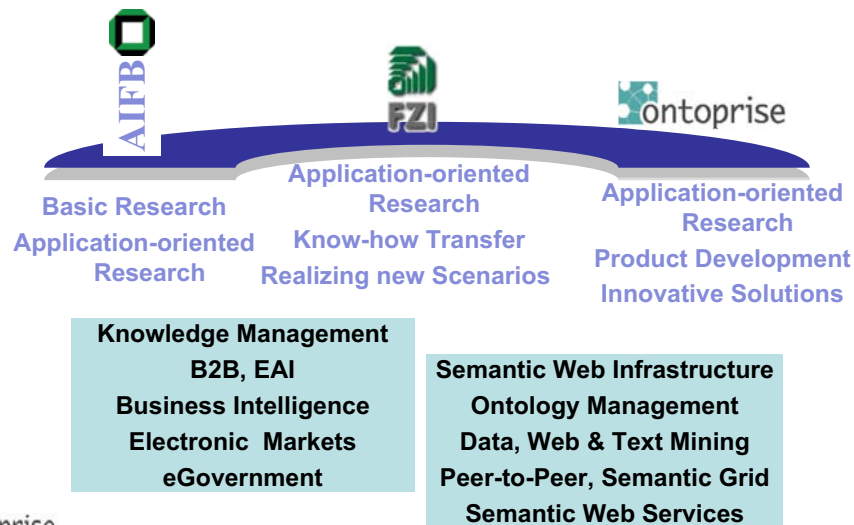 AIFB
FZI
ontoprise
Basic Research
Application-oriented
Research
Application-oriented
Research
Know-how Transfer
Realizing new Scenarios
Application-oriented
Research
Product Development
Innovative Solutions
Knowledge Management
B2B, EAI
Business Intelligence
Electronic Markets
eGovernment
Semantic Web Infrastructure
Ontology Management
Data, Web & Text Mining
Peer-to-Peer, Semantic Grid
Semantic Web Services